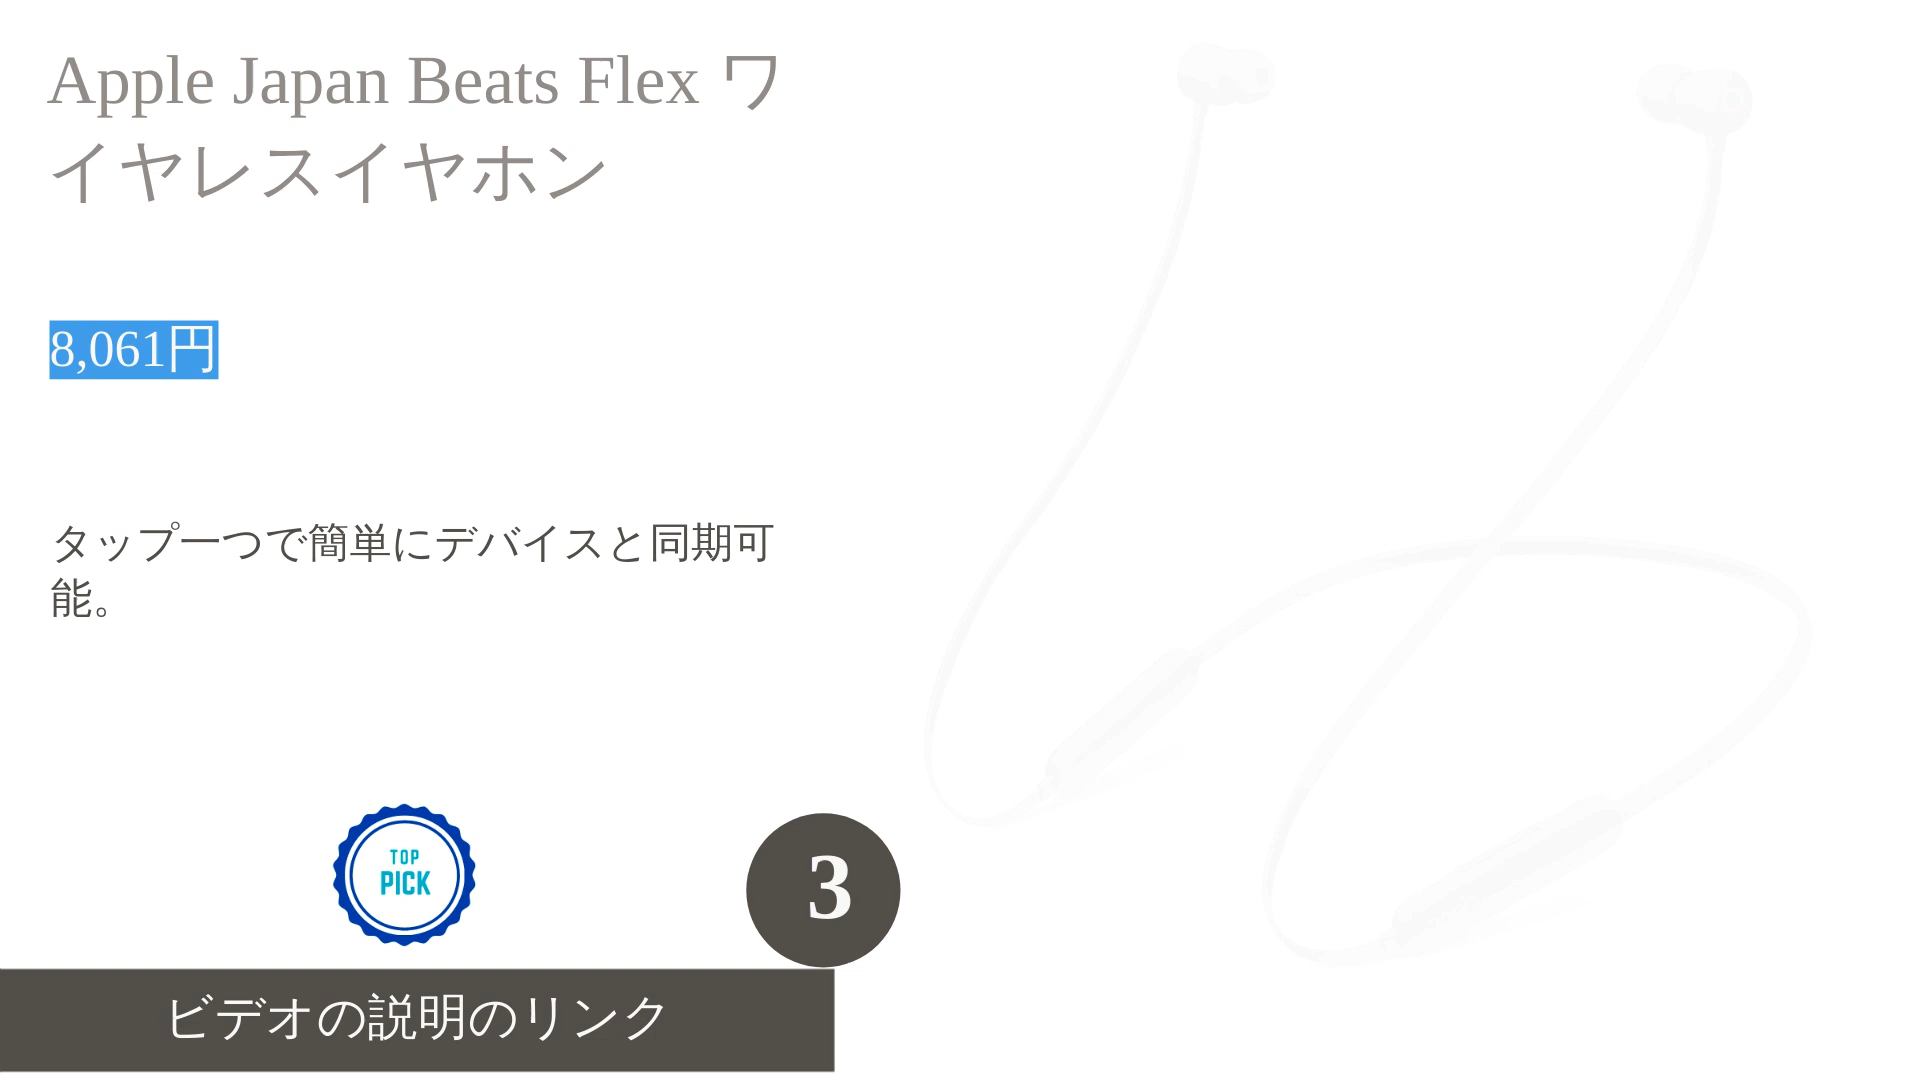 Apple Japan Beats Flex ワ
イヤレスイヤホン
8,061円
タップ一つで簡単にデバイスと同期可
能。
TOP
PICK
3
ビデオの説明のリンク